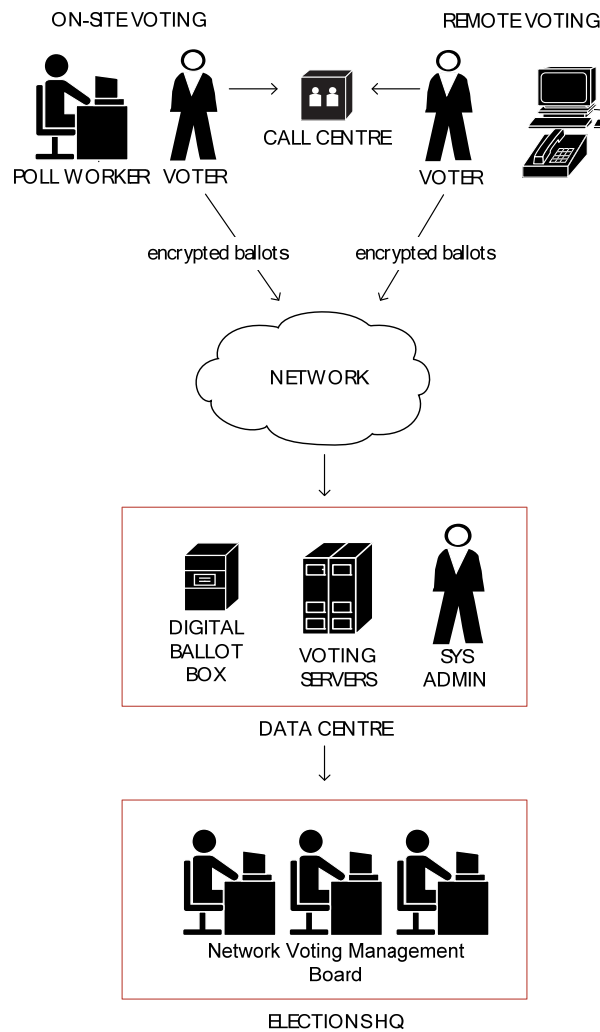 ON-SITE VOTING
REMOTE VOTING
CALL CENTRE
POLL WORKER
VOTER
VOTER
encrypted ballots
encrypted ballots
NETWORK
DIGITAL
BALLOT
BOX
VOTING
SERVERS
SYS
ADMIN
DATA CENTRE
Network Voting Management
Board
ELECTIONS HQ